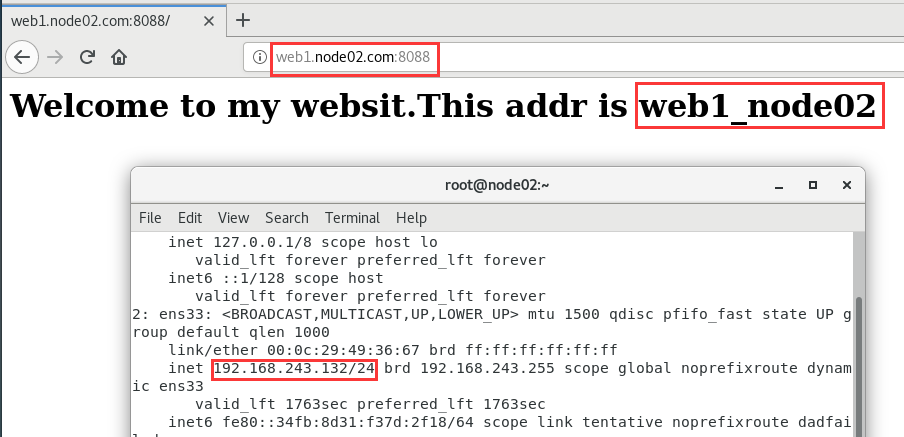 web1.node02.com:8088/
web1.node02.com:8088
Welcome to my websit.This addr is web1_node02
root@node02:~
File Edit View Search Terminal Help
inet 127.0.0.1/8 scope host lo
valid_lft forever preferred_lft forever
inet6 ::1/128 scope host
valid_lft forever preferred_lft forever
2: ens33: <BROADCAST,MULTICAST,UP,LOWER_UP> mtu 1500 qdisc pfifo_fast state UP g
roup default qlen 1000
link/ether 00:0c:29:49:36:67 brd ff:ff:ff:ff:ff:ff
inet 192.168.243.132/24 brd 192.168.243.255 scope global noprefixroute dynam
ic ens33
valid_lft 1763sec preferred_lft 1763sec
inet6 fe80::34fb:8d31:f37d:2f18/64 scope link tentative noprefixroute dadfai